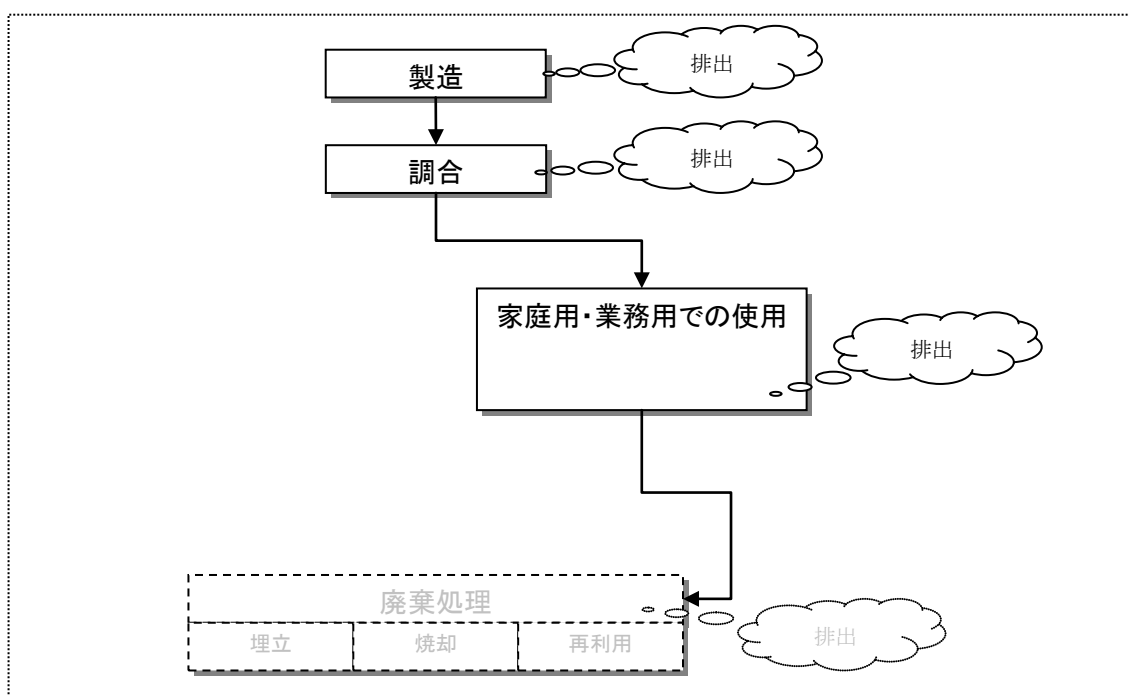 製造
排出
調合
排出
家庭用・業務用での使用
排出
廃棄処理
排出
埋立
焼却
再利用